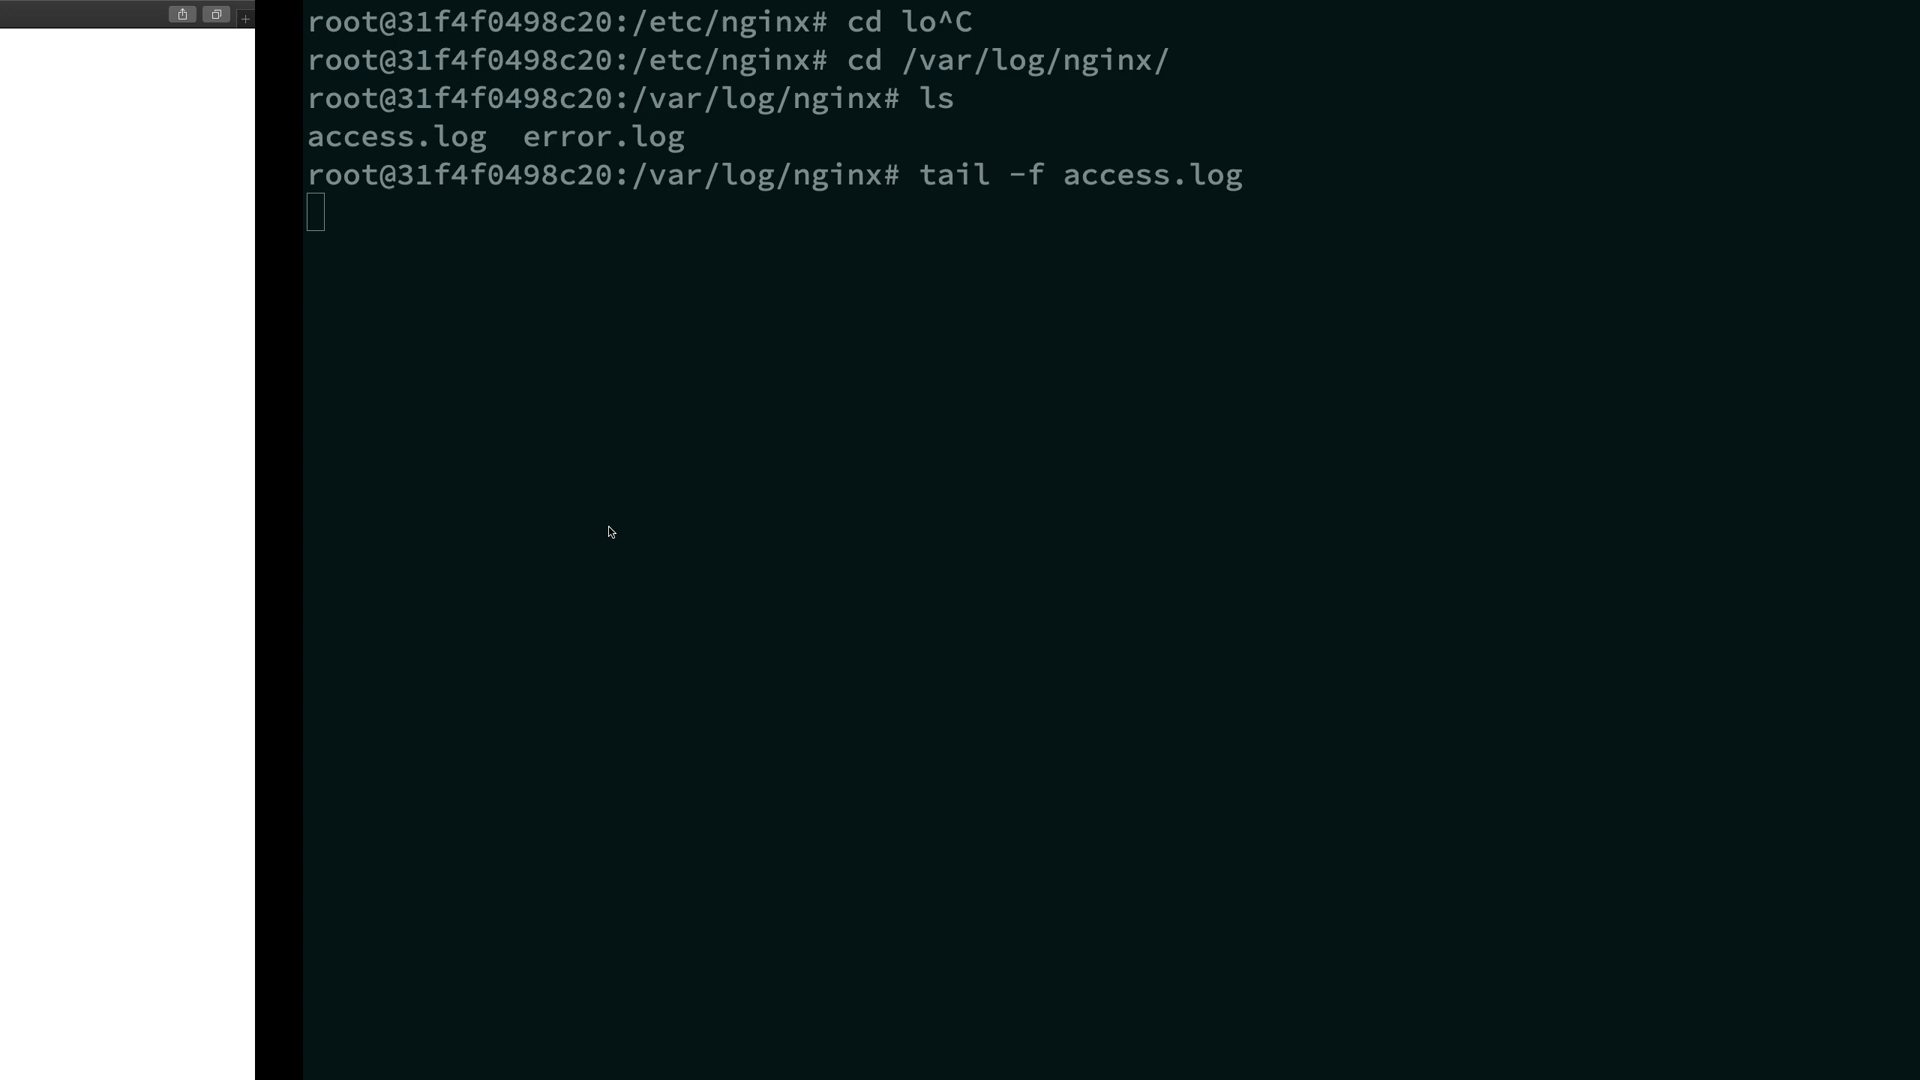 root@31f4f0498c20:/etc/nginx# cd lo^C
root@31f4f0498c20:/etc/nginx# cd /var/log/nginx/
root@31f4f0498c20:/var/log/nginx# ls
access.log  error.log
root@31f4f0498c20:/var/log/nginx# tail -f access.log